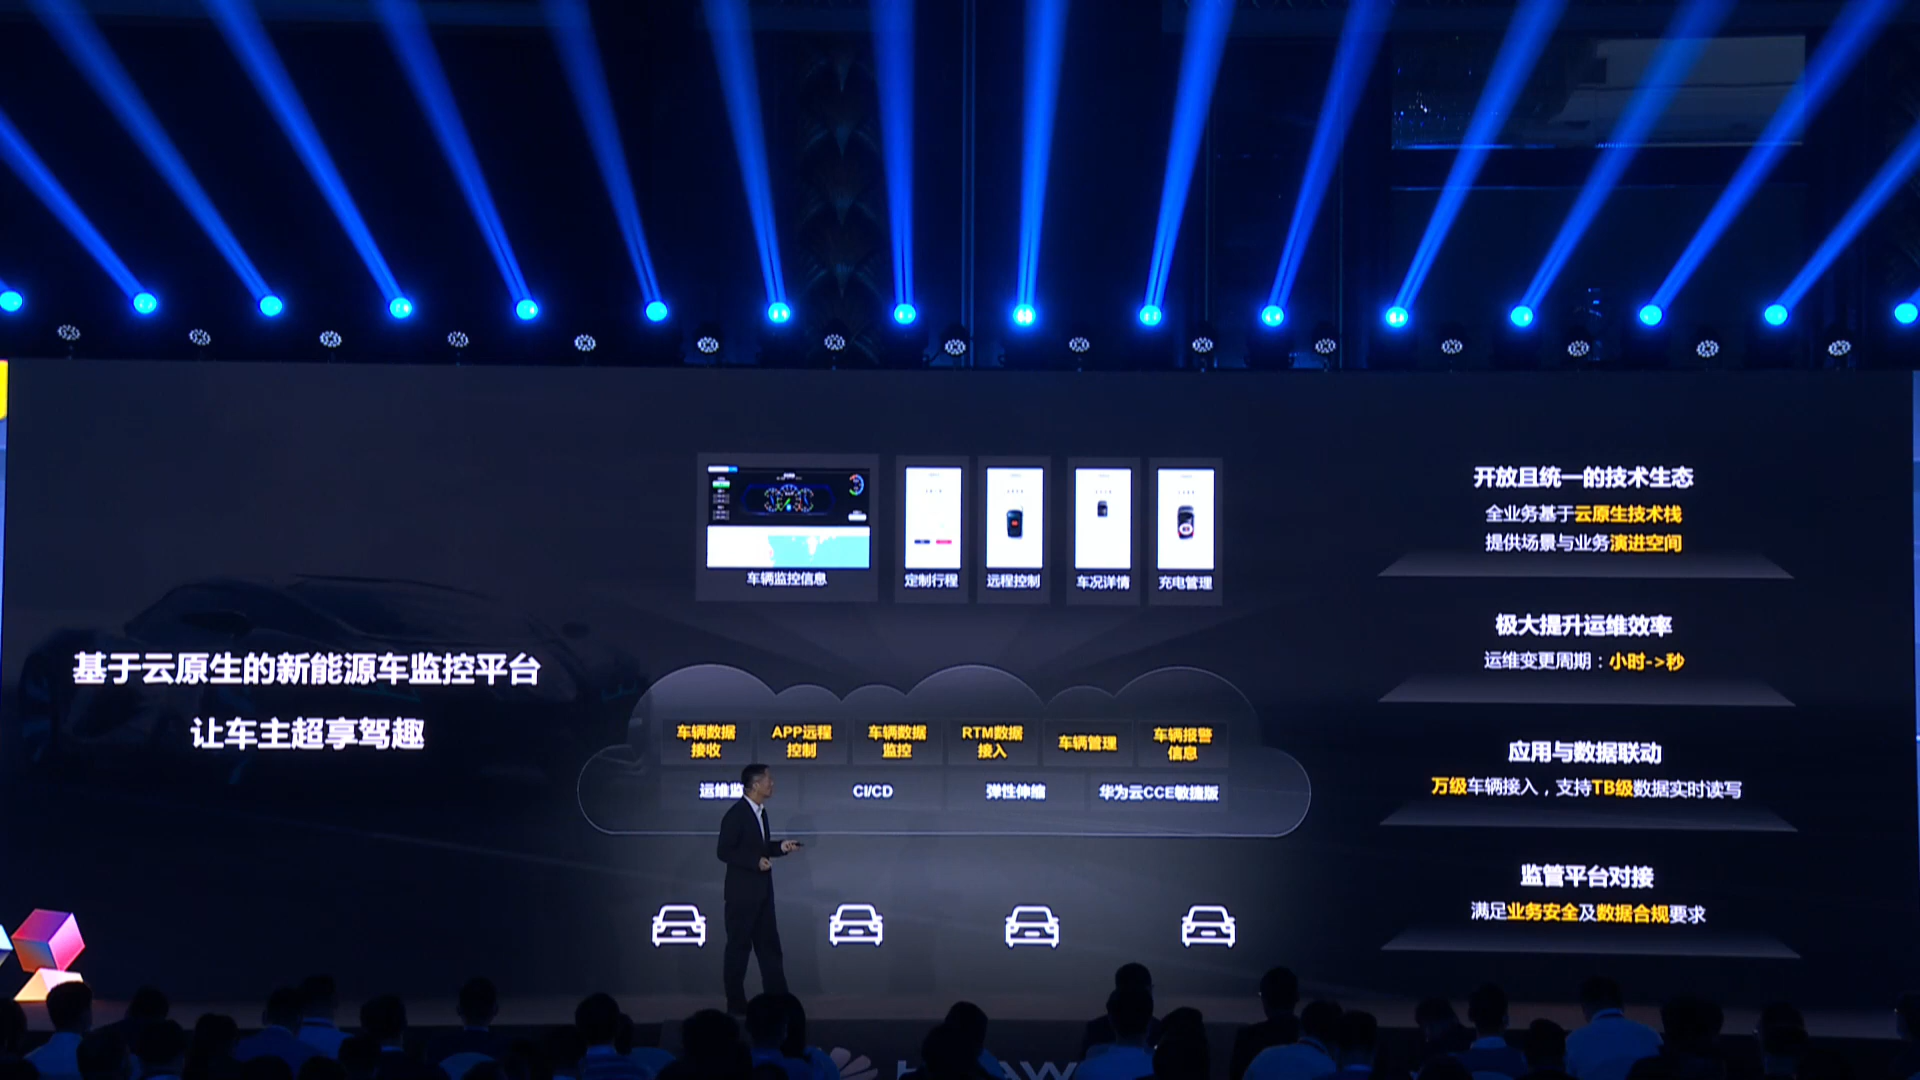 基于云原生的新能源车监控平台
让车主超享驾趣
车辆监控信息
定制行程
远程控制
车况详情
充电管理
车辆数据
接收
APP远程
控制
车辆数据
监控
RTM数据
接入
车辆管理
车辆报警
信息
运维监
CI/CD
弹性伸缩
华为云CCE敏捷版
开放且统一的技术生态
全业务基于云原生技术栈
提供场景与业务演进空间
极大提升运维效率
运维变更周期：小时->秒
应用与数据联动
万级车辆接入，支持TB级数据实时读写
监管平台对接
满足业务安全及数据合规要求